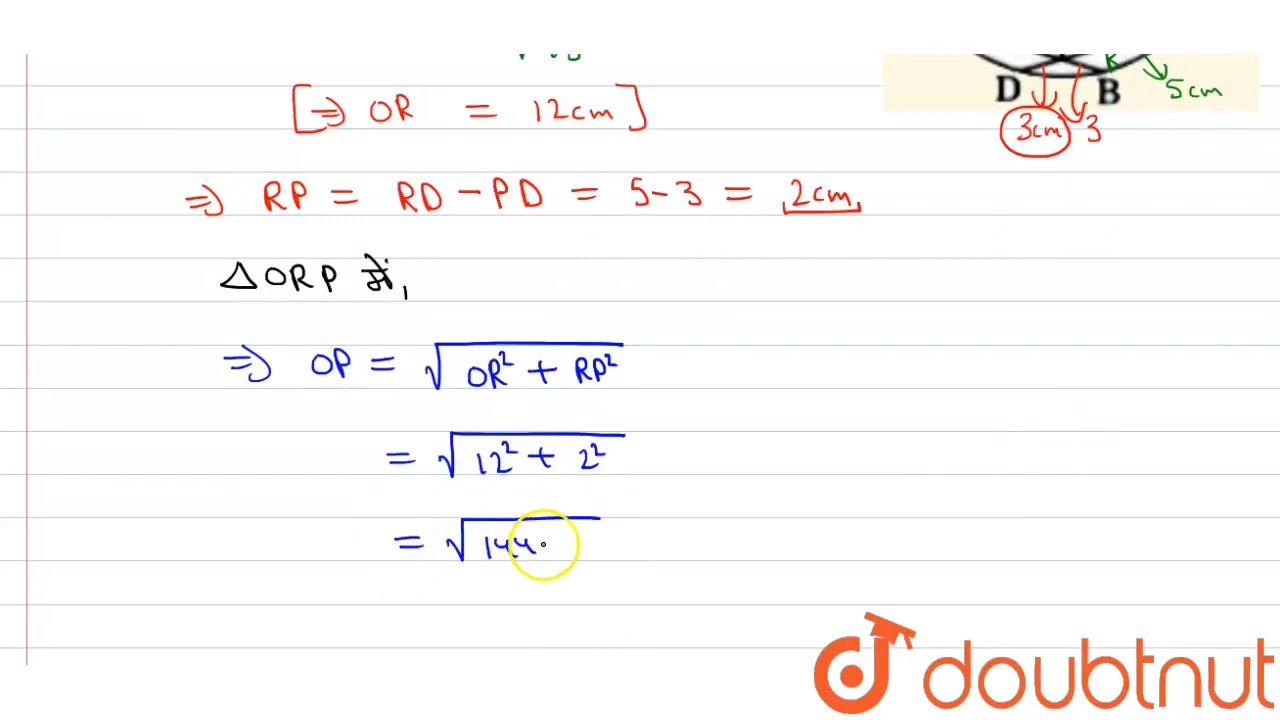 [⇒ OR = 12cm]
⇒ RP = RD - PD = 5 - 3 = 2cm
△ORP में,
⇒ OP = √(OR² + RP²)
= √(12² + 2²)
= √144
D B
5cm
3cm 3
doubtnut